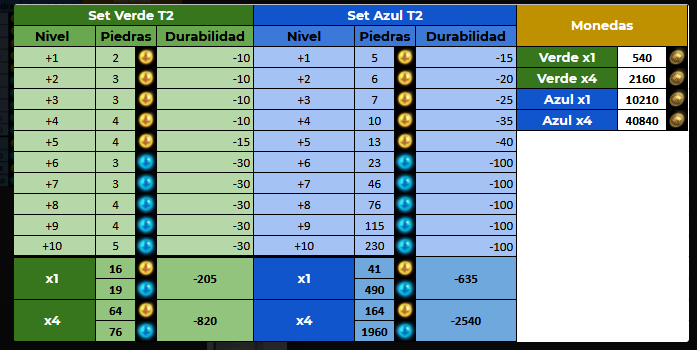 Set Verde T2 Set Azul T2 Monedas
Nivel Piedras Durabilidad Nivel Piedras Durabilidad
+1 2 -10 +1 5 -15 Verde x1 540
+2 3 -10 +2 6 -20 Verde x4 2160
+3 3 -10 +3 7 -25 Azul x1 10210
+4 4 -10 +4 10 -35 Azul x4 40840
+5 4 -15 +5 13 -40
+6 3 -30 +6 23 -100
+7 3 -30 +7 46 -100
+8 4 -30 +8 76 -100
+9 4 -30 +9 115 -100
+10 5 -30 +10 230 -100
x1 16 -205 x1 41 -635
19 490
x4 64 -820 x4 164 -2540
76 1960